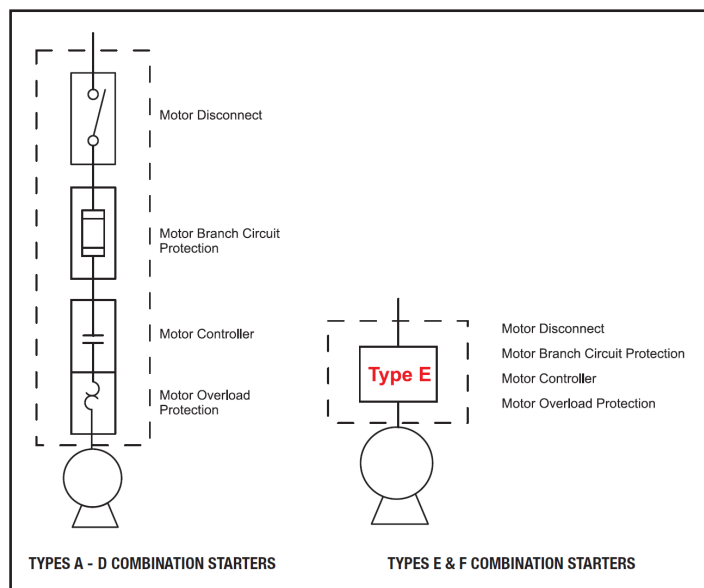 Motor Disconnect
Motor Branch Circuit
Protection
Motor Controller
Motor Overload
Protection
TYPES A - D COMBINATION STARTERS
Type E
Motor Disconnect
Motor Branch Circuit Protection
Motor Controller
Motor Overload Protection
TYPES E & F COMBINATION STARTERS